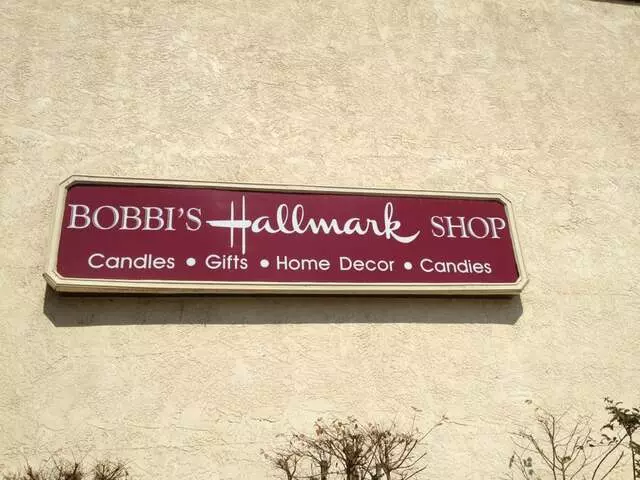 BOBBI'S Hallmark SHOP
Candles • Gifts • Home Decor • Candies